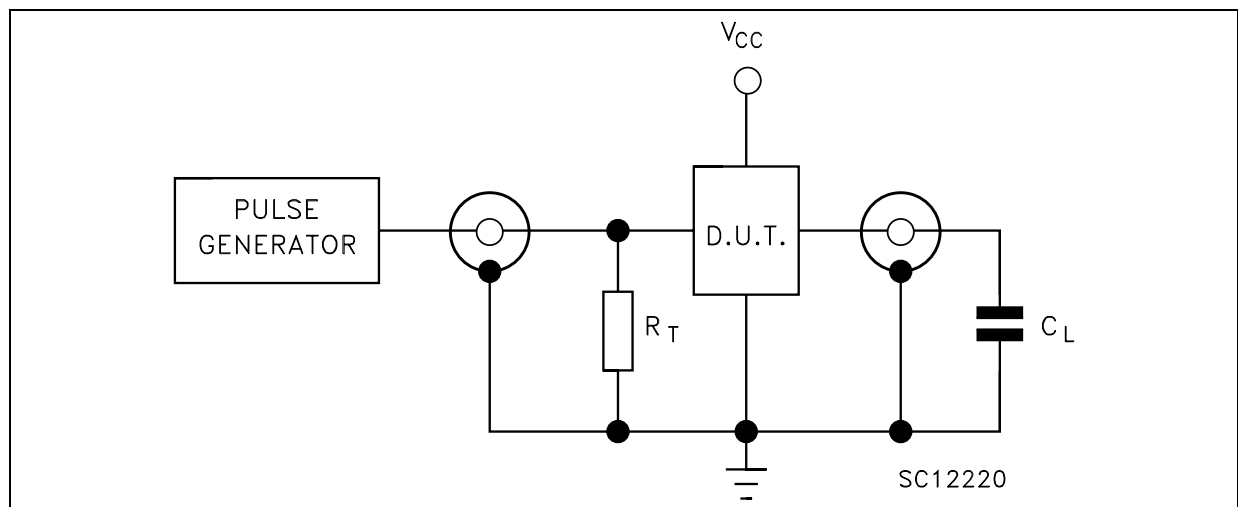 VCC
PULSE
GENERATOR
D.U.T.
RT
CL
SC12220